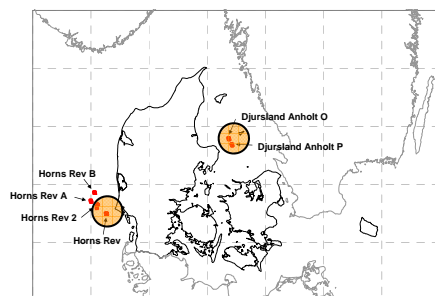 Djursland Anholt O
Djursland Anholt P
Horns Rev B
Horns Rev A
Horns Rev 2
Horns Rev